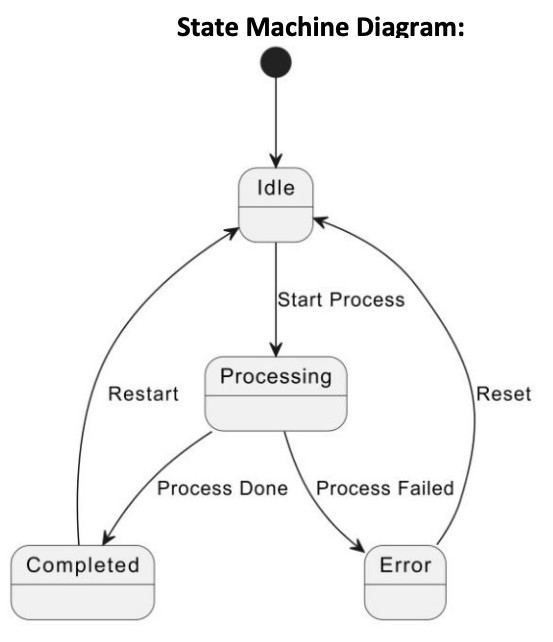 State Machine Diagram:
Idle
Start Process
Processing
Restart
Reset
Process Done
Process Failed
Completed
Error